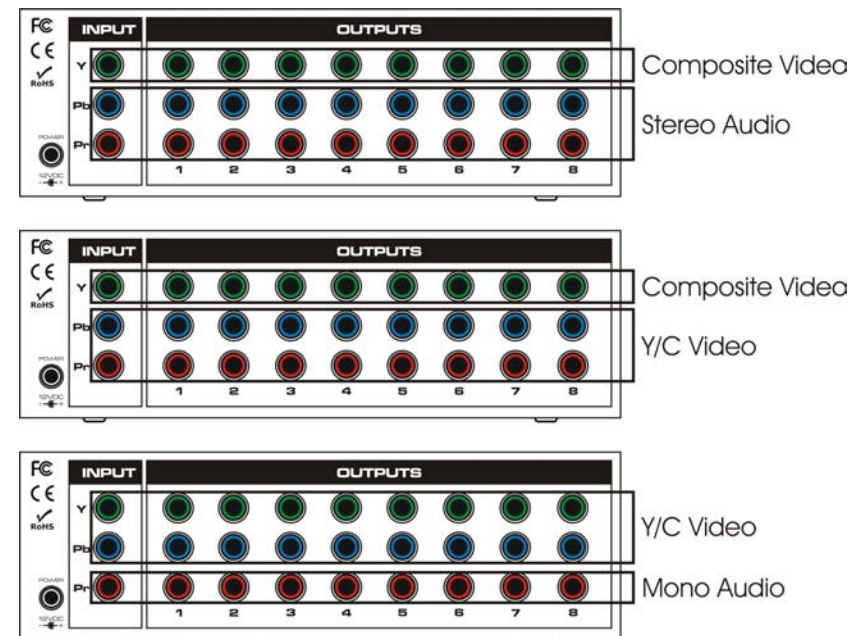 FC INPUT OUTPUTS
CE Y Composite Video
RoHS
Pb
Stereo Audio
POWER Pr
12VDC 1 2 3 4 5 6 7 8
- +
FC INPUT OUTPUTS
CE Y Composite Video
RoHS
Pb
Y/C Video
POWER Pr
12VDC 1 2 3 4 5 6 7 8
- +
FC INPUT OUTPUTS
CE Y
RoHS Y/C Video
Pb
POWER Pr Mono Audio
12VDC 1 2 3 4 5 6 7 8